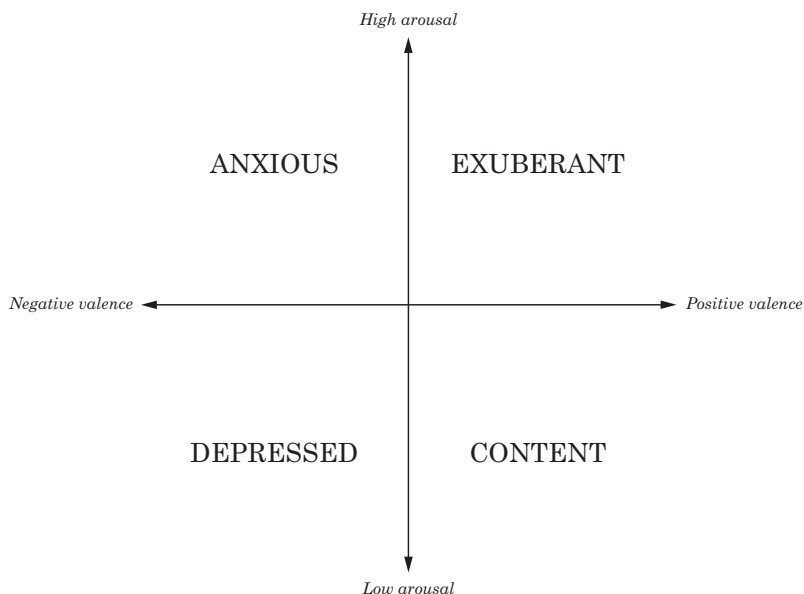 High arousal
ANXIOUS EXUBERANT
Negative valence Positive valence
DEPRESSED CONTENT
Low arousal